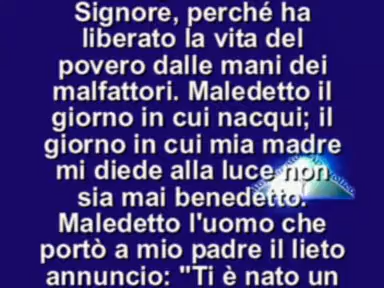 Signore, perché ha
liberato la vita del
povero dalle mani dei
malfattori. Maledetto il
giorno in cui nacqui; il
giorno in cui mia madre
mi diede alla luce non
sia mai benedetto.
Maledetto l'uomo che
portò a mio padre il lieto
annuncio: "Ti è nato un